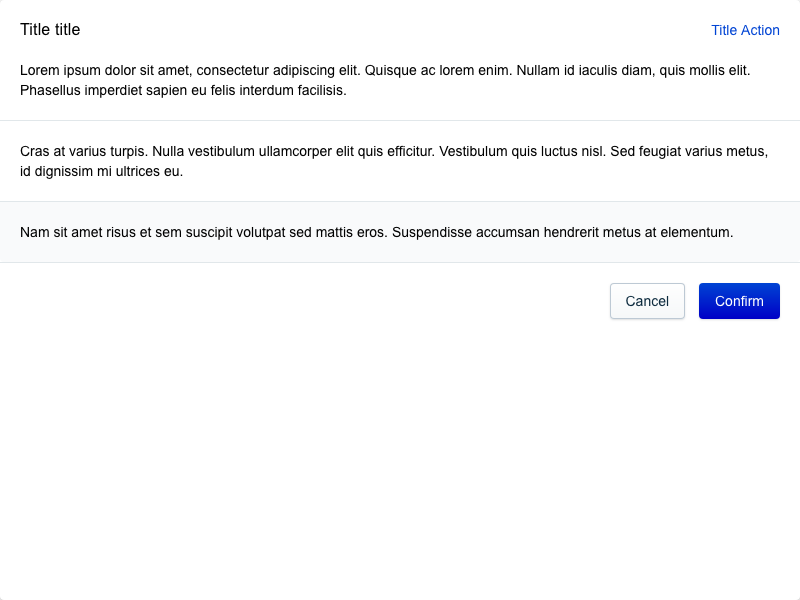 Title title
Title Action
Lorem ipsum dolor sit amet, consectetur adipiscing elit. Quisque ac lorem enim. Nullam id iaculis diam, quis mollis elit.
Phasellus imperdiet sapien eu felis interdum facilisis.
Cras at varius turpis. Nulla vestibulum ullamcorper elit quis efficitur. Vestibulum quis luctus nisl. Sed feugiat varius metus,
id dignissim mi ultrices eu.
Nam sit amet risus et sem suscipit volutpat sed mattis eros. Suspendisse accumsan hendrerit metus at elementum.
Cancel
Confirm